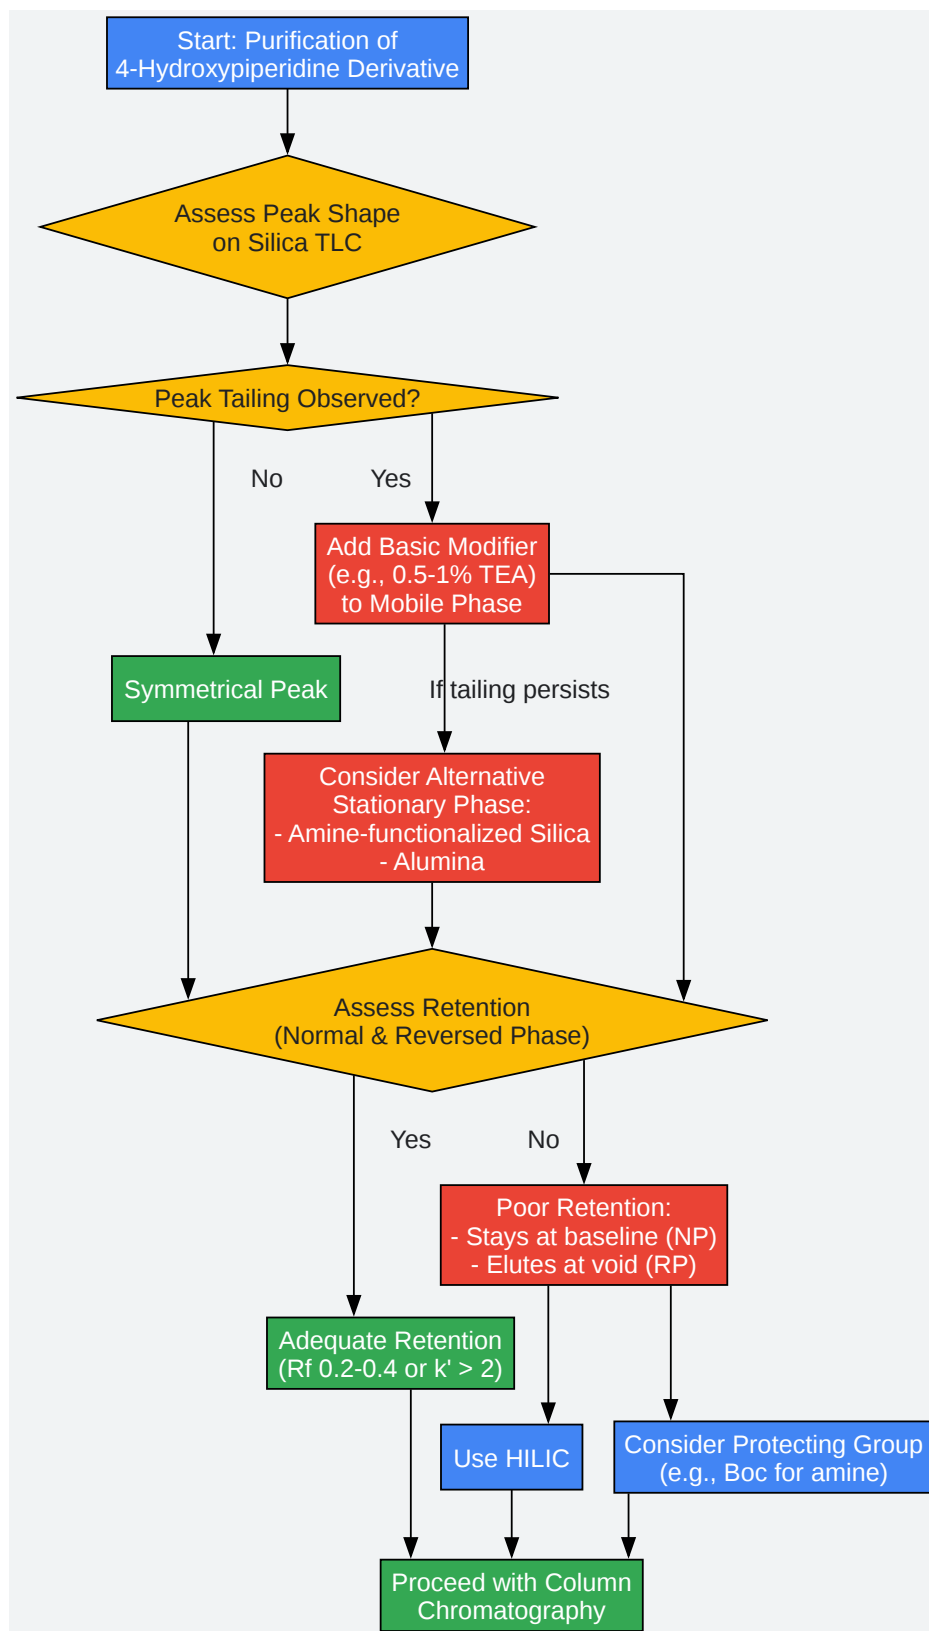 Start: Purification of
4-Hydroxypiperidine Derivative
Assess Peak Shape
on Silica TLC
Peak Tailing Observed?
No
Yes
Add Basic Modifier
(e.g., 0.5-1% TEA)
to Mobile Phase
Symmetrical Peak
If tailing persists
Consider Alternative
Stationary Phase:
- Amine-functionalized Silica
- Alumina
Assess Retention
(Normal & Reversed Phase)
Yes
No
Poor Retention:
- Stays at baseline (NP)
- Elutes at void (RP)
Adequate Retention
(Rf 0.2-0.4 or k' > 2)
Use HILIC
Consider Protecting Group
(e.g., Boc for amine)
Proceed with Column
Chromatography